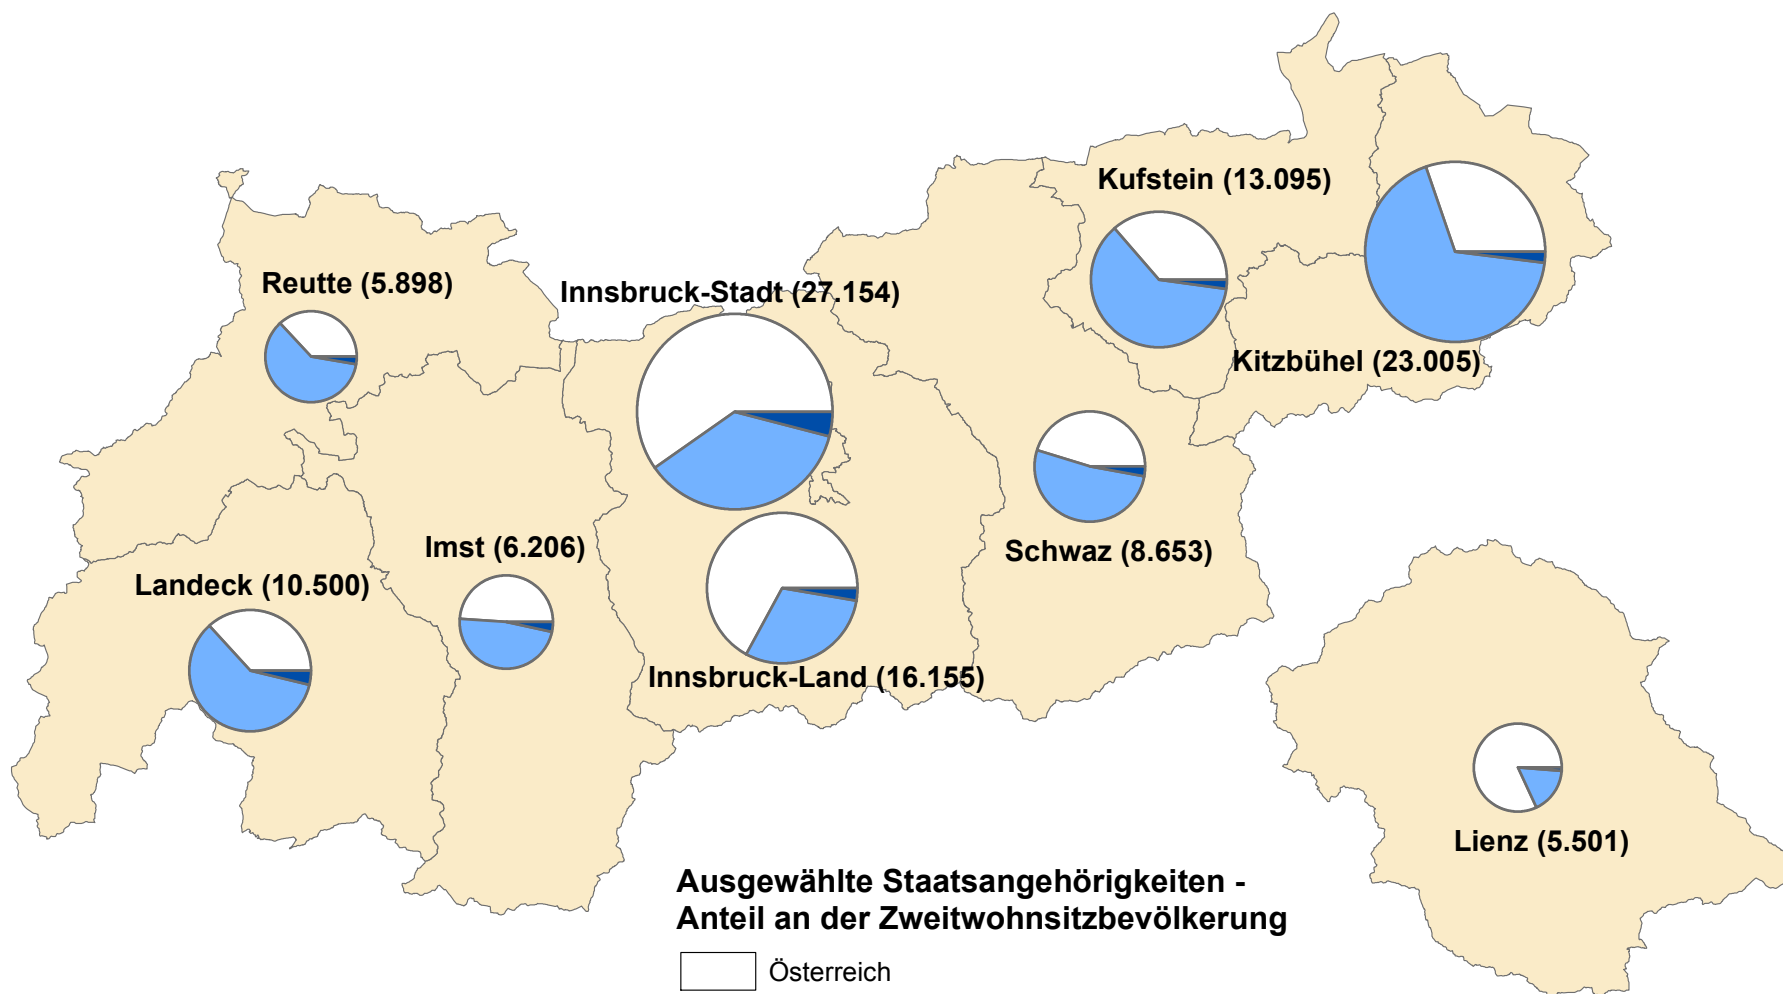 Kufstein (13.095)
Reutte (5.898)
Innsbruck-Stadt (27.154)
Kitzbühel (23.005)
Imst (6.206)
Schwaz (8.653)
Landeck (10.500)
Innsbruck-Land (16.155)
Lienz (5.501)
Ausgewählte Staatsangehörigkeiten -
Anteil an der Zweitwohnsitzbevölkerung
Österreich